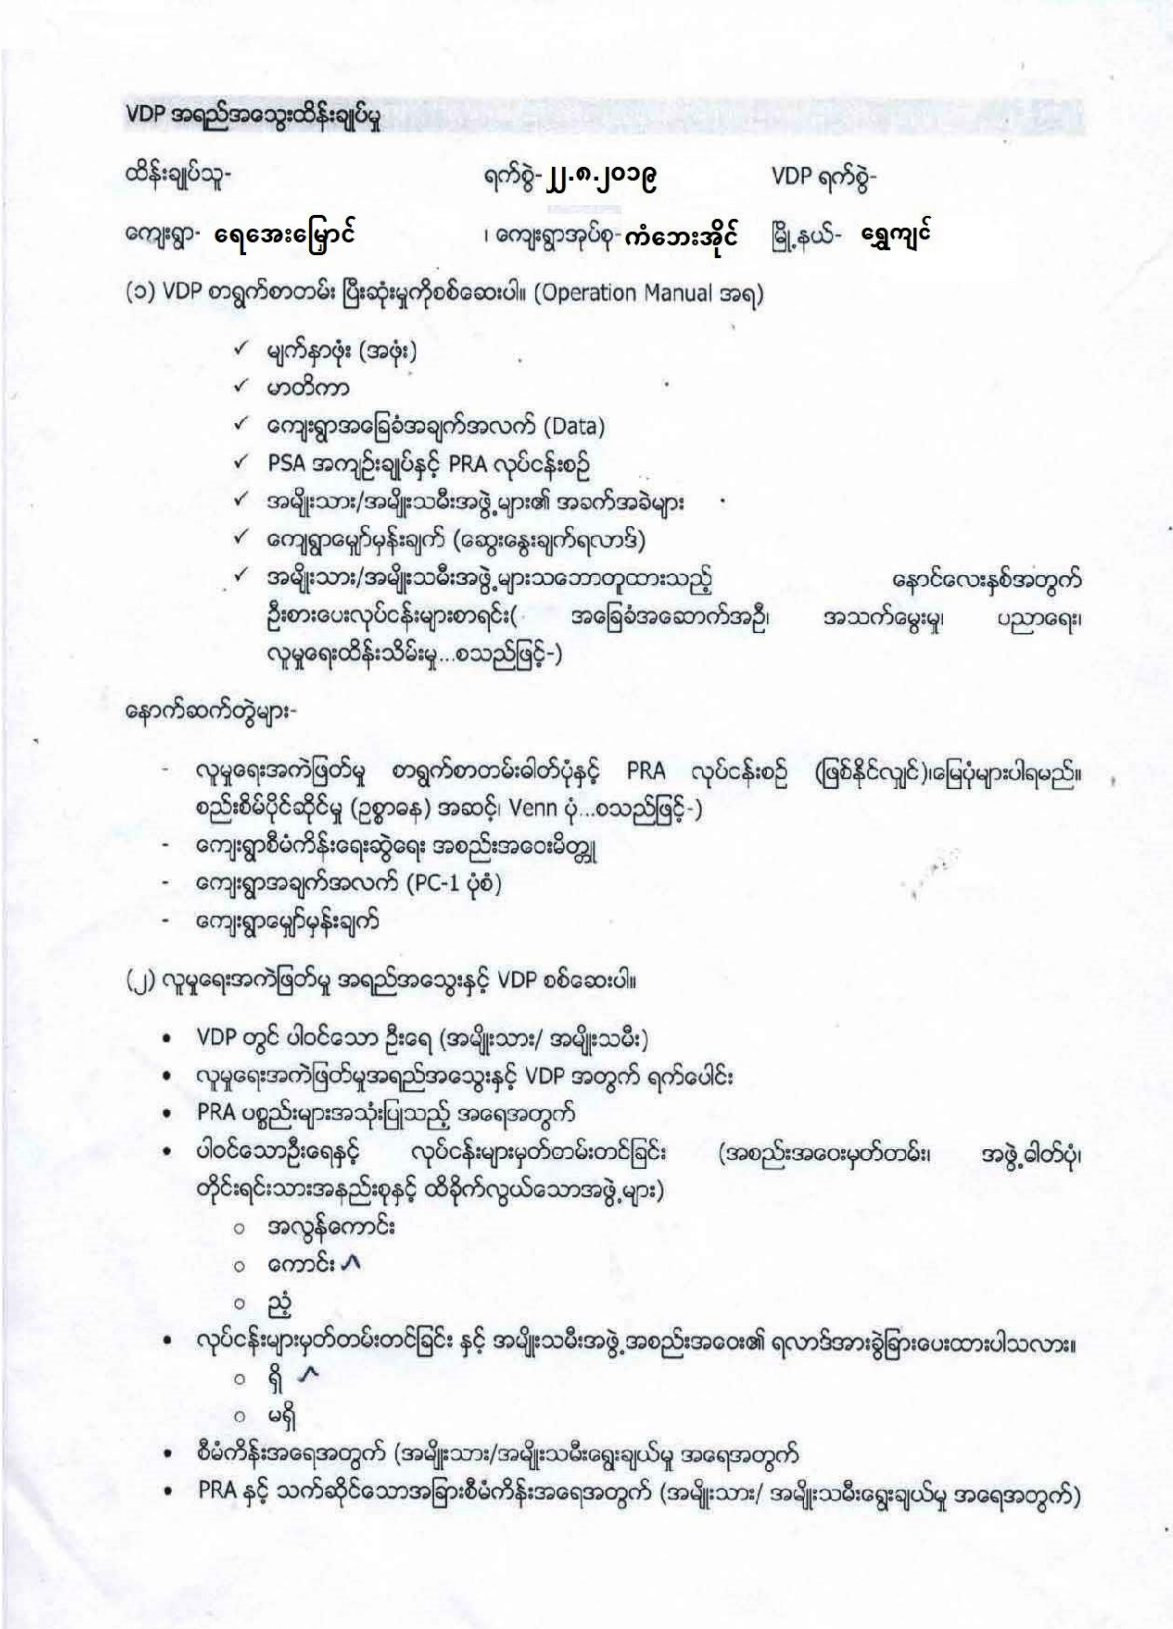 VDP အရည်အသွေးထိန်းချုပ်မှု
ထိန်းချုပ်သူ- ရက်စွဲ- ၂၂.၈.၂၀၁၉ VDP ရက်စွဲ-
ကျေးရွာ- ရေအေးမြှောင် ၊ ကျေးရွာအုပ်စု- ကံဘေးအိုင် မြို့နယ်- ရွှေကျင်
(၁) VDP စာရွက်စာတမ်း ပြီးဆုံးမှုကိုစစ်ဆေးပါ။ (Operation Manual အရ)
✓ မျက်နှာဖုံး (အဖုံး)
✓ မာတိကာ
✓ ကျေးရွာအခြေခံအချက်အလက် (Data)
✓ PSA အကျဉ်းချုပ်နှင့် PRA လုပ်ငန်းစဉ်
✓ အမျိုးသား/အမျိုးသမီးအဖွဲ့များ၏ အခက်အခဲများ
✓ ကျေးရွာမျှော်မှန်းချက် (ဆွေးနွေးချက်ရလာဒ်)
✓ အမျိုးသား/အမျိုးသမီးအဖွဲ့များသဘောတူထားသည့် နောင်လေးနှစ်အတွက်
ဦးစားပေးလုပ်ငန်းများစာရင်း( အခြေခံအဆောက်အဦ၊ အသက်မွေးမှု၊ ပညာရေး၊
လူမှုရေးထိန်းသိမ်းမှု...စသည်ဖြင့်-)
နောက်ဆက်တွဲများ-
- လူမှုရေးအကဲဖြတ်မှု စာရွက်စာတမ်းဓါတ်ပုံနှင့် PRA လုပ်ငန်းစဉ် (ဖြစ်နိုင်လျှင်)၊မြေပုံများပါရမည်။
စည်းစိမ်ပိုင်ဆိုင်မှု (ဥစ္စာဓန) အဆင့်၊ Venn ပုံ...စသည်ဖြင့်-)
- ကျေးရွာစီမံကိန်းရေးဆွဲရေး အစည်းအဝေးမိတ္တူ
- ကျေးရွာအချက်အလက် (PC-1 ပုံစံ)
- ကျေးရွာမျှော်မှန်းချက်
(၂) လူမှုရေးအကဲဖြတ်မှု အရည်အသွေးနှင့် VDP စစ်ဆေးပါ။
• VDP တွင် ပါဝင်သော ဦးရေ (အမျိုးသား/ အမျိုးသမီး)
• လူမှုရေးအကဲဖြတ်မှုအရည်အသွေးနှင့် VDP အတွက် ရက်ပေါင်း
• PRA ပစ္စည်းများအသုံးပြုသည့် အရေအတွက်
• ပါဝင်သောဦးရေနှင့် လုပ်ငန်းများမှတ်တမ်းတင်ခြင်း (အစည်းအဝေးမှတ်တမ်း၊ အဖွဲ့ဓါတ်ပုံ၊
တိုင်းရင်းသားအနည်းစုနှင့် ထိခိုက်လွယ်သောအဖွဲ့များ)
o အလွန်ကောင်း
o ကောင်း
o ညံ့
• လုပ်ငန်းများမှတ်တမ်းတင်ခြင်း နှင့် အမျိုးသမီးအဖွဲ့အစည်းအဝေး၏ ရလာဒ်အားခွဲခြားပေးထားပါသလား။
o ရှိ
o မရှိ
• စီမံကိန်းအရေအတွက် (အမျိုးသား/အမျိုးသမီးရွေးချယ်မှု အရေအတွက်
• PRA နှင့် သက်ဆိုင်သောအခြားစီမံကိန်းအရေအတွက် (အမျိုးသား/ အမျိုးသမီးရွေးချယ်မှု အရေအတွက်)